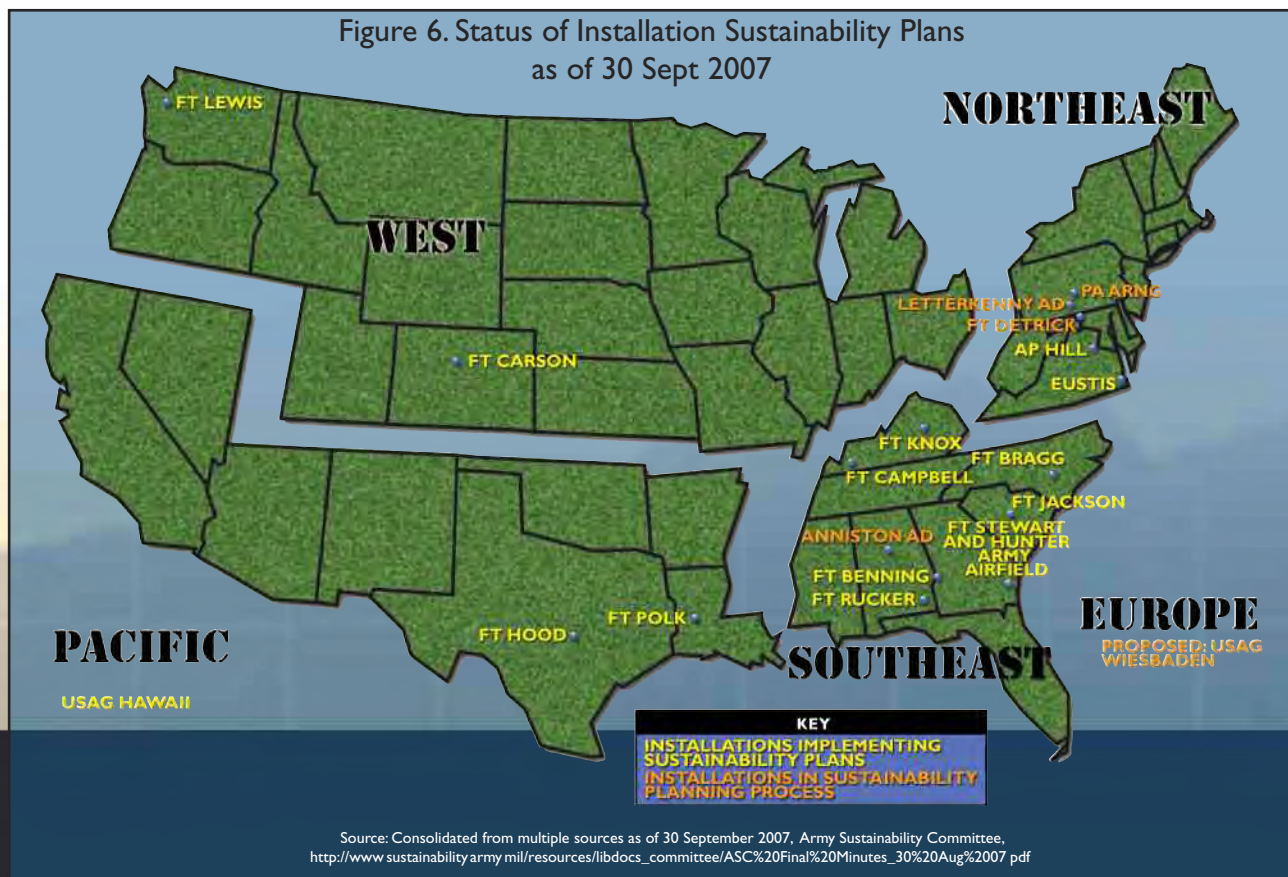 Figure 6. Status of Installation Sustainability Plans
as of 30 Sept 2007
NORTHEAST
FT LEWIS
WEST
PA ARNG
LETTERKENNY AD
FT DETRICK
AP HILL
FT CARSON
EUSTIS
FT KNOX
FT BRAGG
FT CAMPBELL
FT JACKSON
ANNISTON AD
FT STEWART
AND HUNTER
ARMY
AIRFIELD
FT BENNING
FT RUCKER
FT POLK
FT HOOD
PACIFIC
USAG HAWAII
SOUTHEAST
EUROPE
PROPOSED: USAG
WIESBADEN
KEY
INSTALLATIONS IMPLEMENTING
SUSTAINABILITY PLANS
INSTALLATIONS IN SUSTAINABILITY
PLANNING PROCESS
Source: Consolidated from multiple sources as of 30 September 2007, Army Sustainability Committee,
http://www sustainability army mil/resources/libdocs_committee/ASC%20Final%20Minutes_30%20Aug%2007 pdf